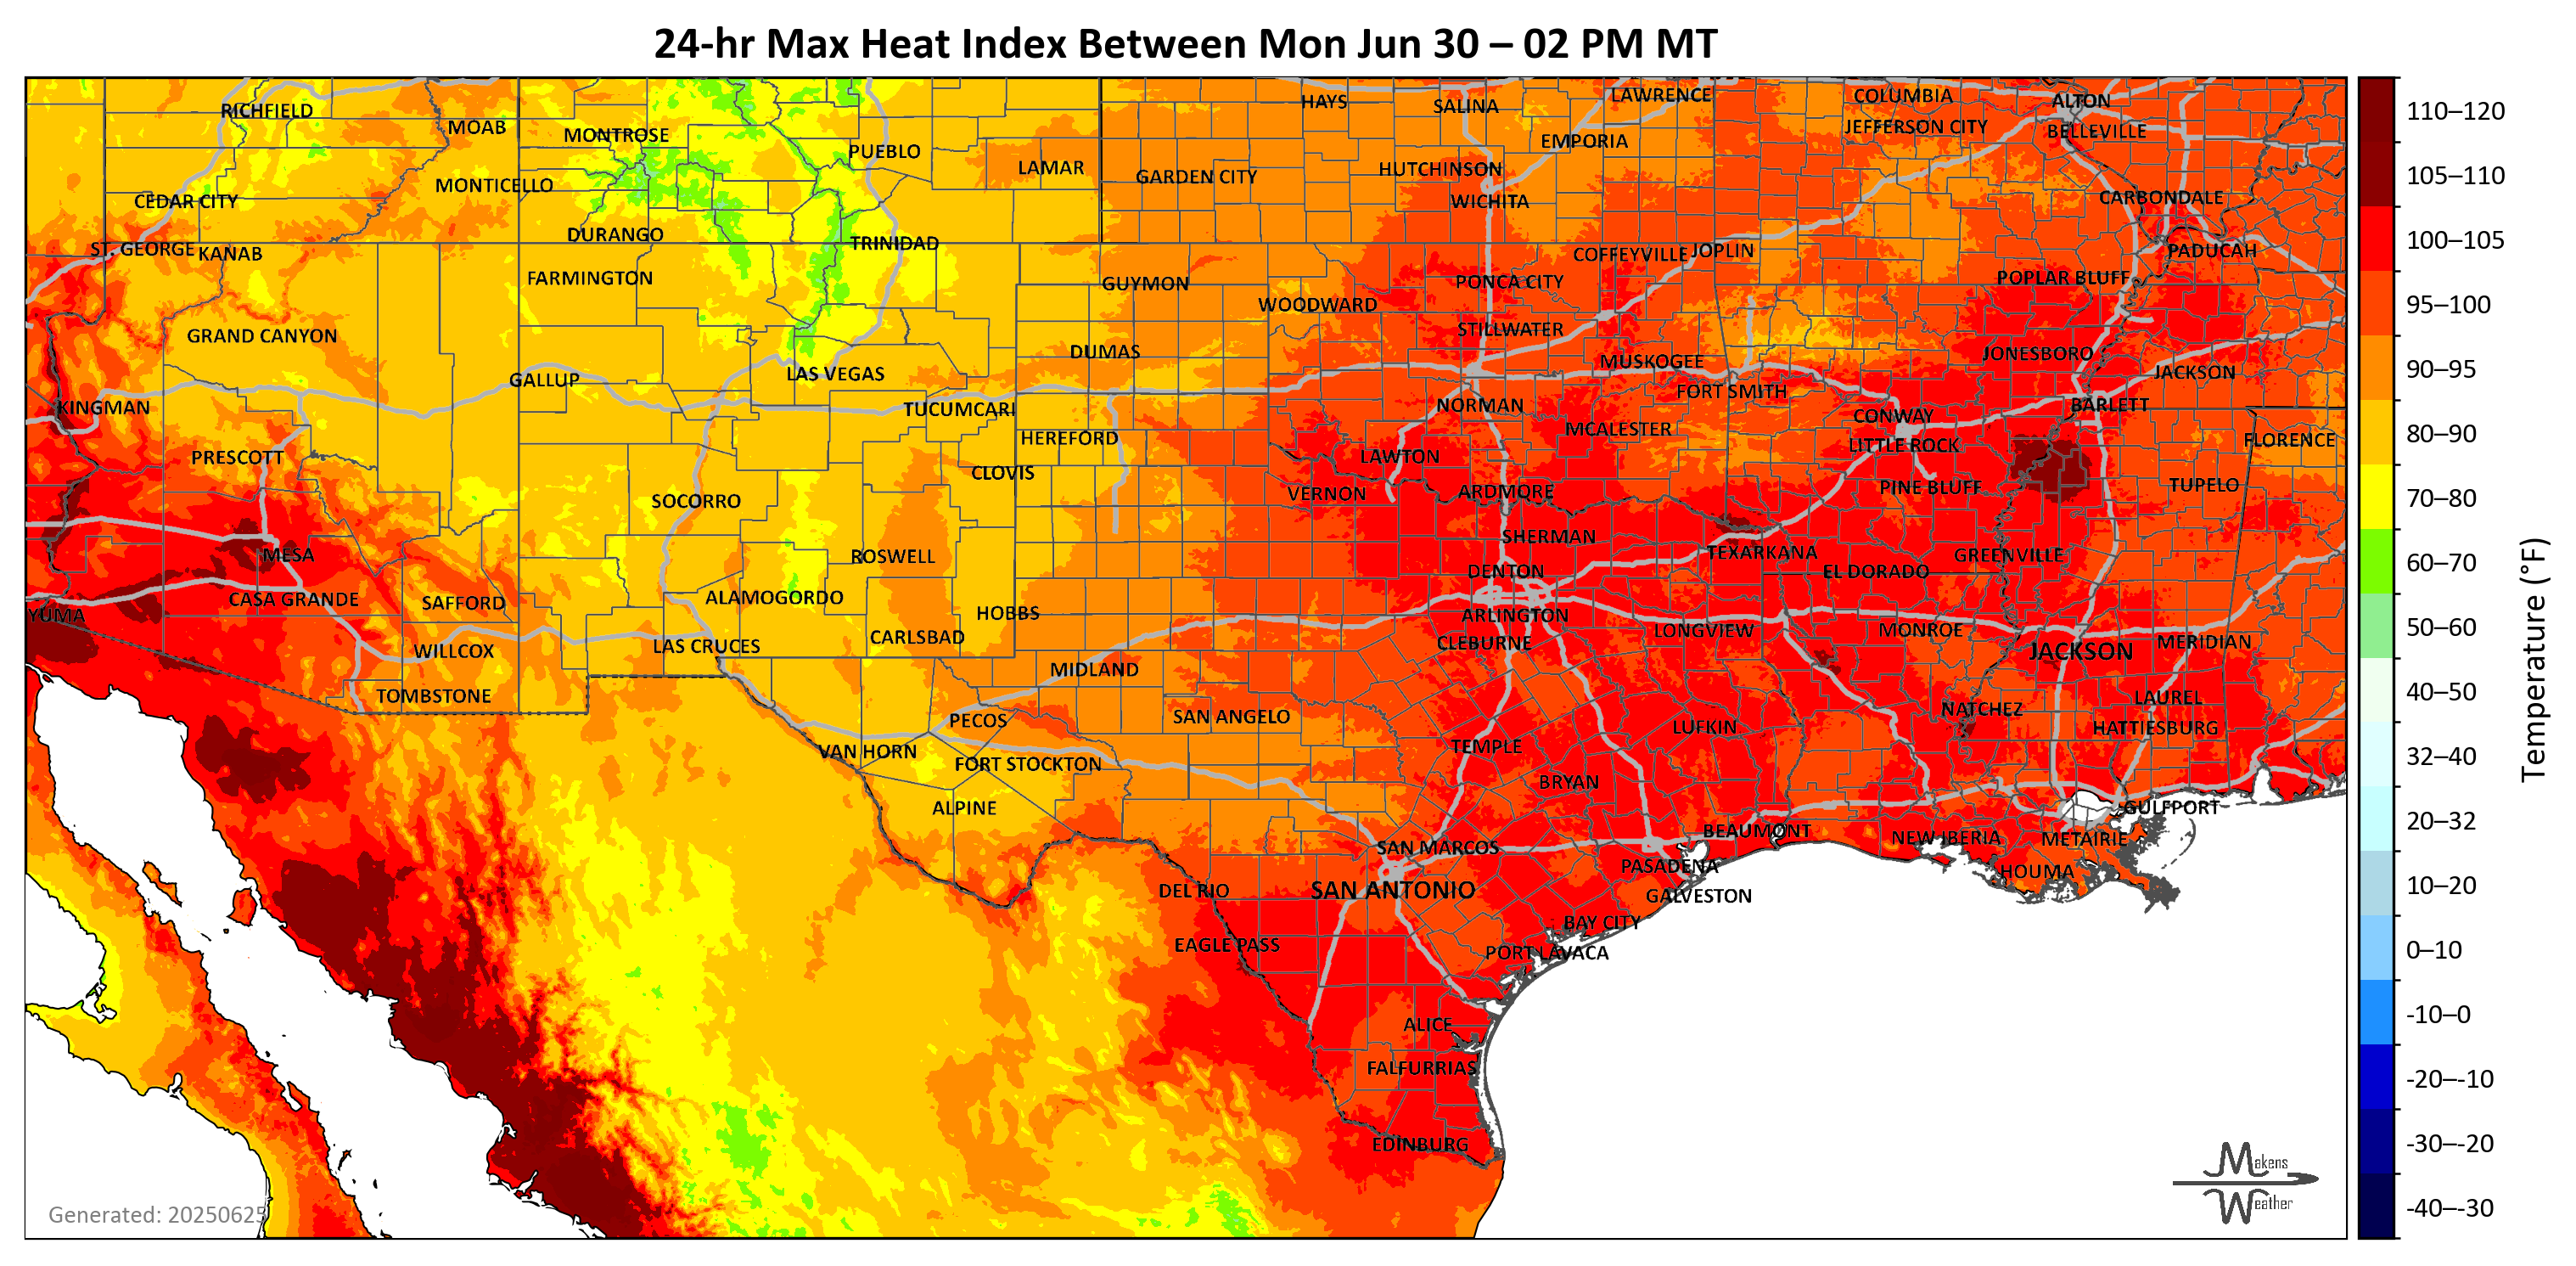 24-hr Max Heat Index Between Mon Jun 30 – 02 PM MT
RICHFIELD
MOAB
MONTROSE
PUEBLO
LAMAR
GARDEN CITY
HAYS
SALINA
HUTCHINSON
EMPORIA
LAWRENCE
COLUMBIA
JEFFERSON CITY
ALTON
BELLEVILLE
CEDAR CITY
MONTICELLO
WICHITA
CARBONDALE
ST. GEORGE
KANAB
DURANGO
TRINIDAD
COFFEYVILLE
JOPLIN
PADUCAH
FARMINGTON
GUYMON
WOODWARD
PONCA CITY
POPLAR BLUFF
GRAND CANYON
DUMAS
STILLWATER
MUSKOGEE
JONESBORO
GALLUP
LAS VEGAS
FORT SMITH
JACKSON
KINGMAN
TUCUMCARI
NORMAN
CONWAY
BARLETT
HEREFORD
MCALESTER
LITTLE ROCK
FLORENCE
PRESCOTT
CLOVIS
LAWTON
SOCORRO
VERNON
ARDMORE
PINE BLUFF
TUPELO
MESA
ROSWELL
SHERMAN
TEXARKANA
GREENVILLE
DENTON
EL DORADO
YUMA
CASA GRANDE
SAFFORD
ALAMOGORDO
HOBBS
ARLINGTON
WILLCOX
LAS CRUCES
CARLSBAD
CLEBURNE
LONGVIEW
MONROE
JACKSON
MERIDIAN
TOMBSTONE
MIDLAND
LAUREL
PECOS
SAN ANGELO
LUFKIN
NATCHEZ
HATTIESBURG
VAN HORN
FORT STOCKTON
TEMPLE
BRYAN
ALPINE
GULFPORT
SAN MARCOS
BEAUMONT
NEW IBERIA
METAIRIE
DEL RIO
SAN ANTONIO
PASADENA
HOUMA
GALVESTON
EAGLE PASS
BAY CITY
PORT LAVACA
ALICE
FALFURRIAS
EDINBURG
Generated: 20250625
Makens
Weather
110–120
105–110
100–105
95–100
90–95
80–90
70–80
60–70
50–60
40–50
32–40
20–32
10–20
0–10
-10–0
-20–-10
-30–-20
-40–-30
Temperature (°F)